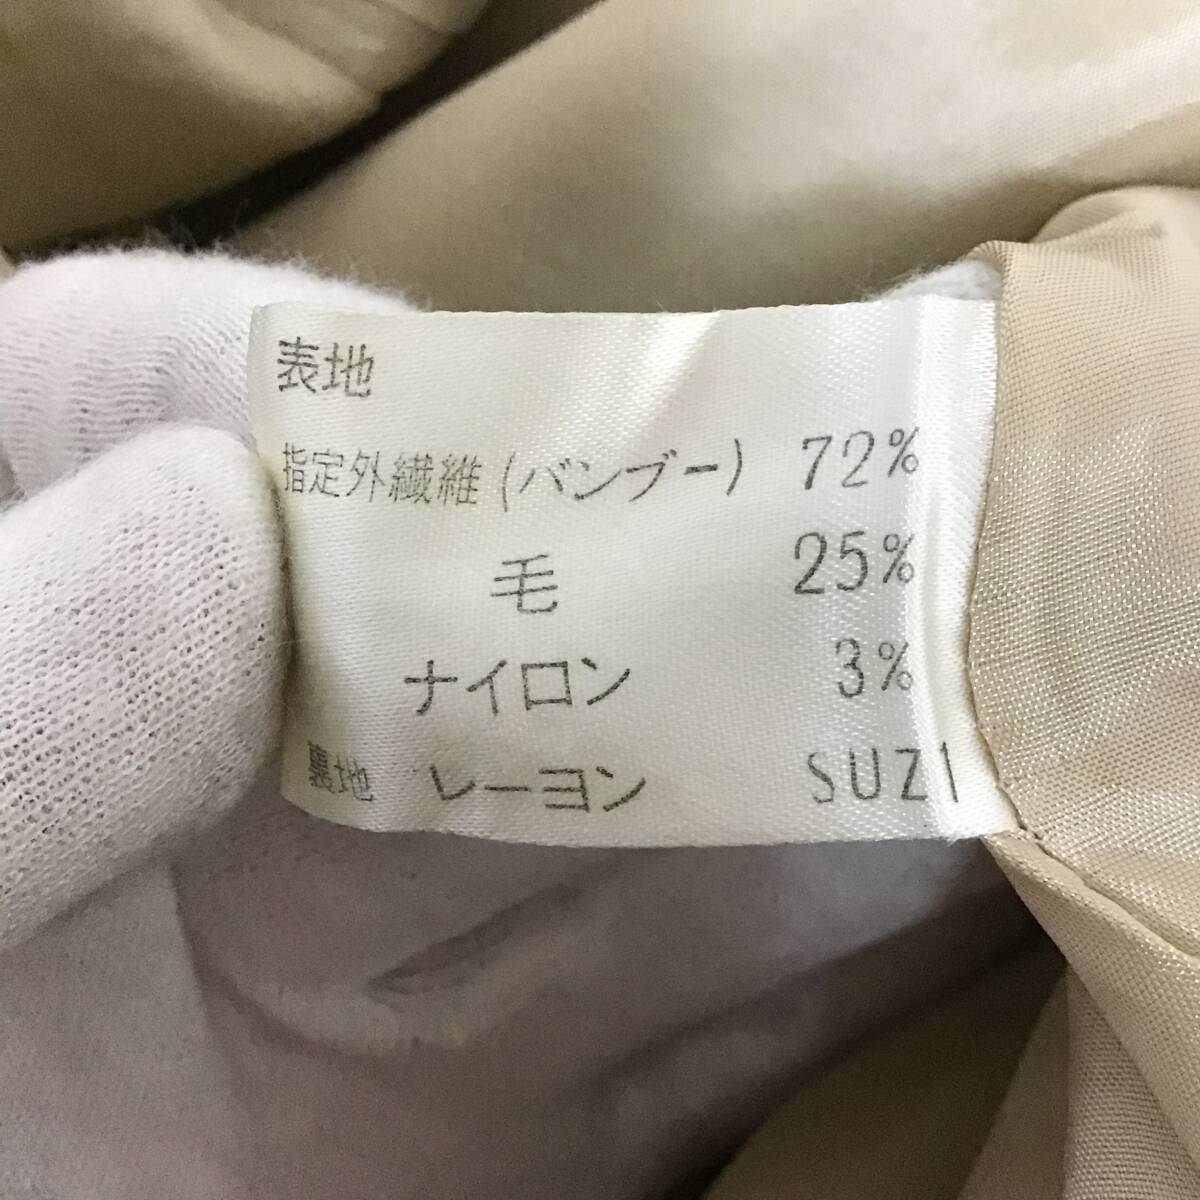 表地
指定外繊維(バンブー) 72%
毛 25%
ナイロン 3%
裏地 レーヨン SUZI